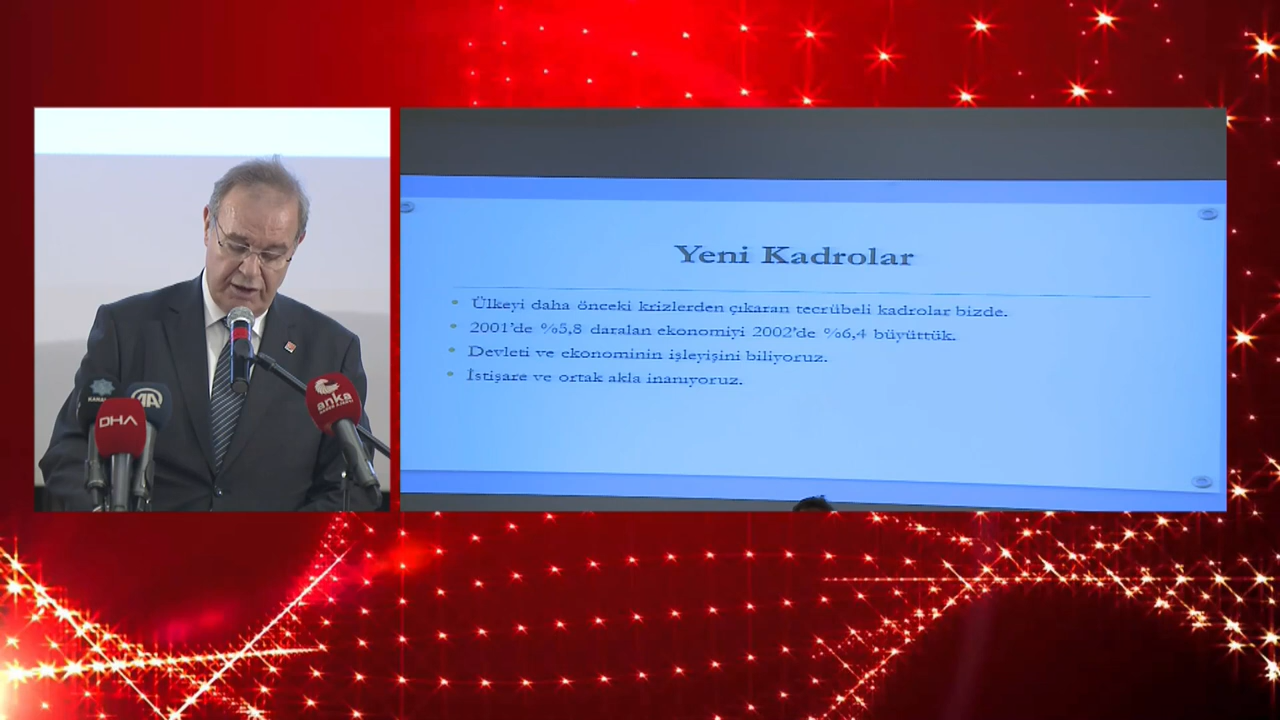 Yeni Kadrolar
Ülkeyi daha önceki krizlerden çıkaran tecrübeli kadrolar bizde.
2001'de %5,8 daralan ekonomiyi 2002'de %6,4 büyüttük.
Devleti ve ekonominin işleyişini biliyoruz.
İstişare ve ortak akla inanıyoruz.
AA
DHA
anka